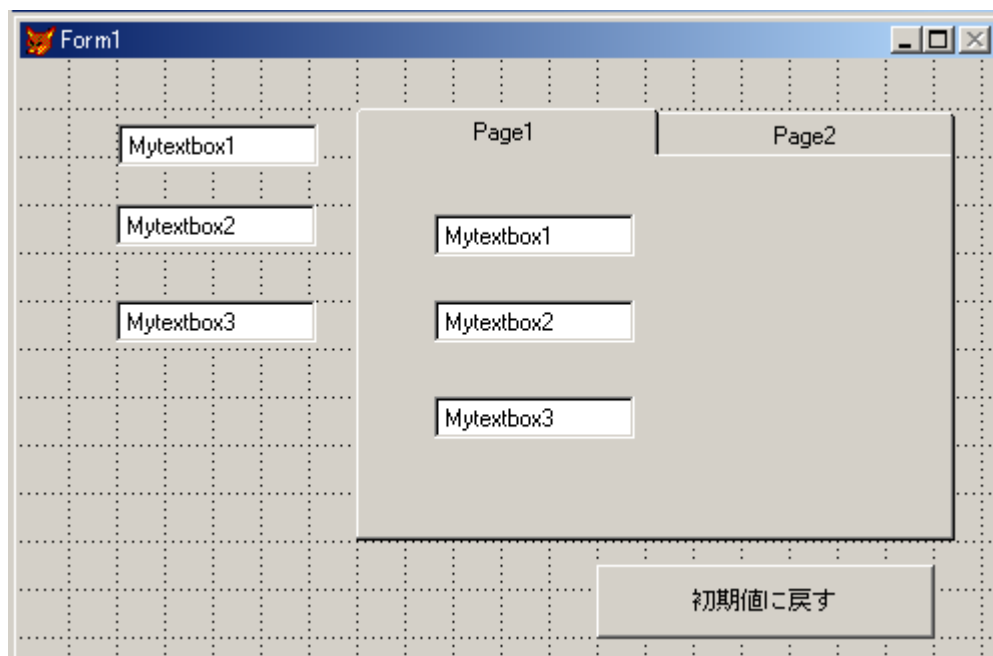 Form1
Mytextbox1
Mytextbox2
Mytextbox3
Page1
Page2
Mytextbox1
Mytextbox2
Mytextbox3
初期値に戻す